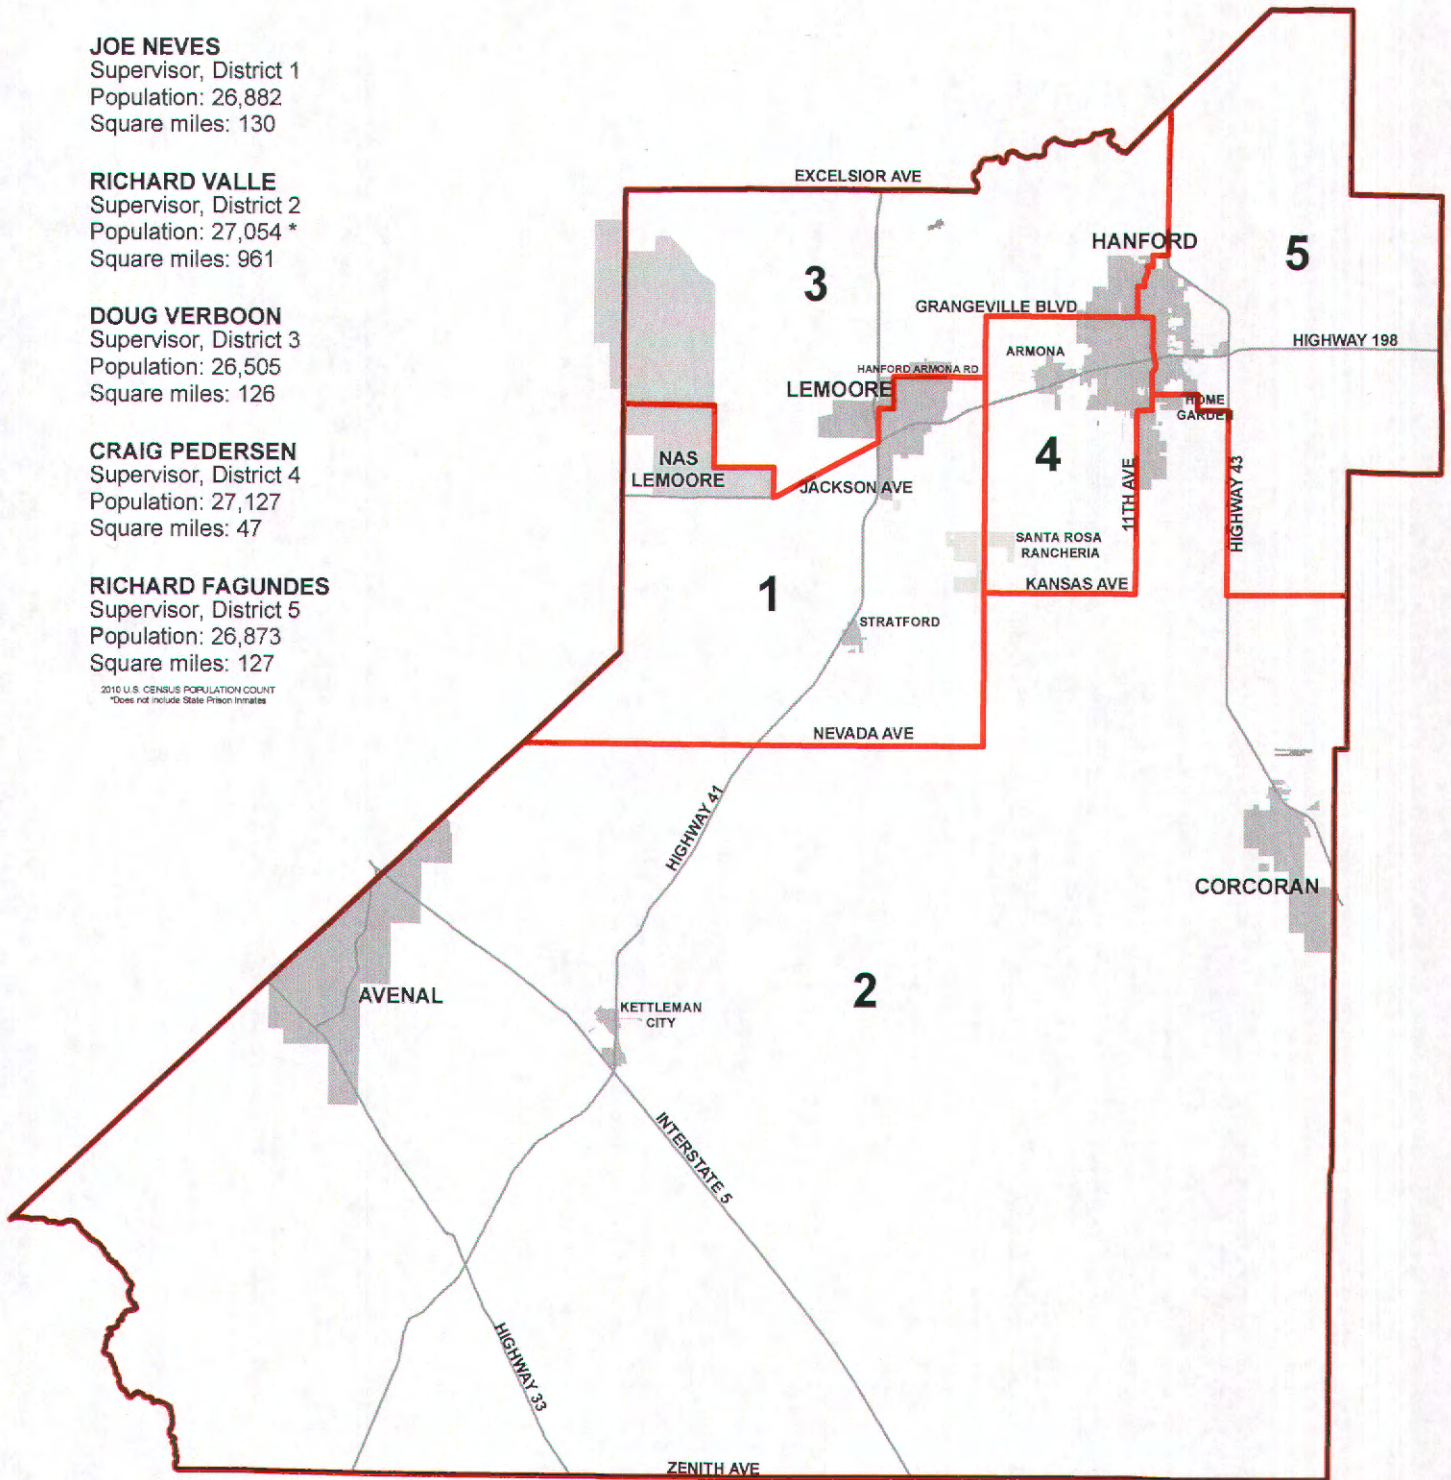 JOE NEVES
Supervisor, District 1
Population: 26,882
Square miles: 130
RICHARD VALLE
Supervisor, District 2
Population: 27,054 *
Square miles: 961
DOUG VERBOON
Supervisor, District 3
Population: 26,505
Square miles: 126
CRAIG PEDERSEN
Supervisor, District 4
Population: 27,127
Square miles: 47
RICHARD FAGUNDES
Supervisor, District 5
Population: 26,873
Square miles: 127
2010 U.S. CENSUS POPULATION COUNT
*Does not include State Prison Inmates
EXCELSIOR AVE
HANFORD
5
3
GRANGEVILLE BLVD
HIGHWAY 198
ARMONA
HANFORD ARMONA RD
LEMOORE
HOME
GARDEN
4
NAS
LEMOORE
JACKSON AVE
11TH AVE
HIGHWAY 43
SANTA ROSA
RANCHERIA
KANSAS AVE
1
STRATFORD
NEVADA AVE
HIGHWAY 41
CORCORAN
2
AVENAL
KETTLEMAN
CITY
INTERSTATE 5
HIGHWAY 33
ZENITH AVE